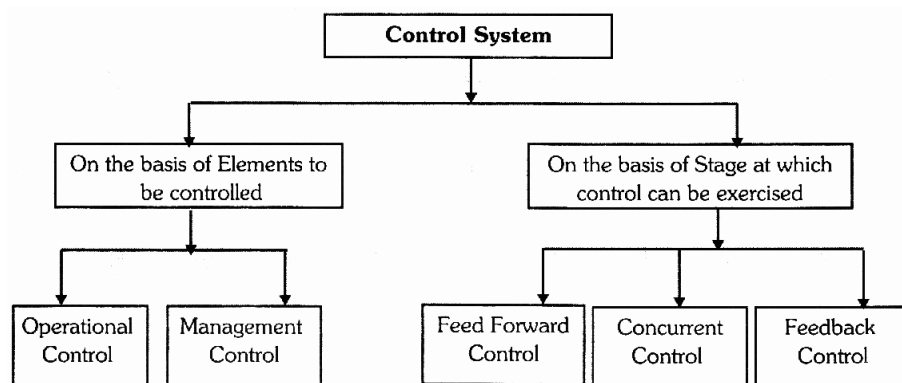 Control System
On the basis of Elements to
be controlled
On the basis of Stage at which
control can be exercised
Operational
Control
Management
Control
Feed Forward
Control
Concurrent
Control
Feedback
Control